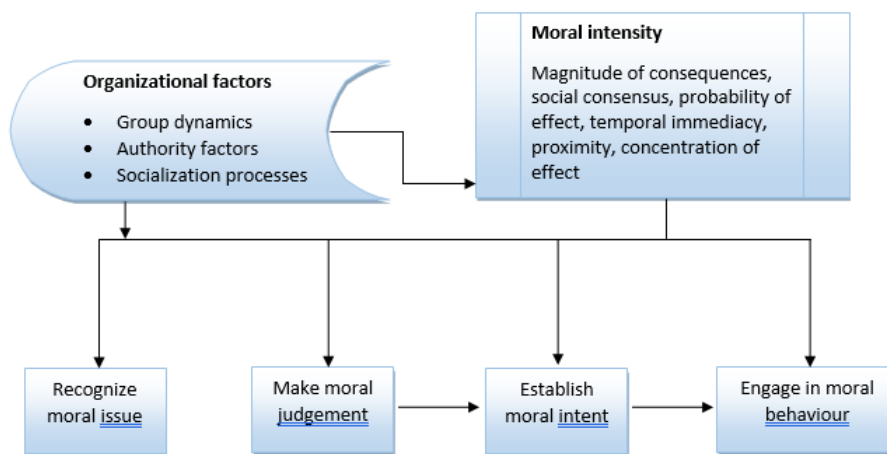 Organizational factors
• Group dynamics
• Authority factors
• Socialization processes
Moral intensity
Magnitude of consequences,
social consensus, probability of
effect, temporal immediacy,
proximity, concentration of
effect
Recognize
moral issue
Make moral
judgement
Establish
moral intent
Engage in moral
behaviour